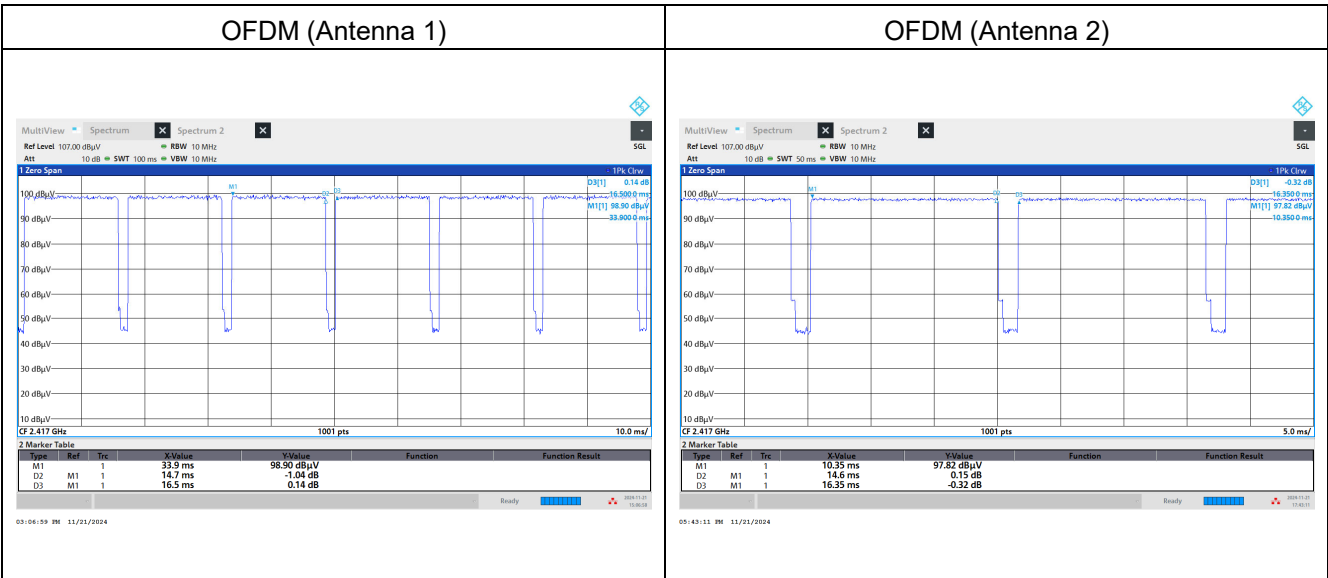 OFDM (Antenna 1)
OFDM (Antenna 2)
MultiView Spectrum Spectrum 2
Ref Level 107.00 dBµV RBW 10 MHz SGL
Att 10 dB SWT 100 ms VBW 10 MHz
1 Zero Span 1Pk Clrw
D3[1] 0.14 dB
16.500 0 ms
M1[1] 98.90 dBµV
33.900 0 ms
M1
D2 D3
100 dBµV
90 dBµV
80 dBµV
70 dBµV
60 dBµV
50 dBµV
40 dBµV
30 dBµV
20 dBµV
10 dBµV
CF 2.417 GHz 1001 pts 10.0 ms/
2 Marker Table
Type Ref Trc X-Value Y-Value Function Function Result
M1 1 33.9 ms 98.90 dBµV
D2 M1 1 14.7 ms -1.04 dB
D3 M1 1 16.5 ms 0.14 dB
Ready
03:06:59 PM 11/21/2024
MultiView Spectrum Spectrum 2
Ref Level 107.00 dBµV RBW 10 MHz SGL
Att 10 dB SWT 50 ms VBW 10 MHz
1 Zero Span 1Pk Clrw
D3[1] -0.32 dB
16.350 0 ms
M1[1] 97.82 dBµV
10.350 0 ms
M1
D2 D3
100 dBµV
90 dBµV
80 dBµV
70 dBµV
60 dBµV
50 dBµV
40 dBµV
30 dBµV
20 dBµV
10 dBµV
CF 2.417 GHz 1001 pts 5.0 ms/
2 Marker Table
Type Ref Trc X-Value Y-Value Function Function Result
M1 1 10.35 ms 97.82 dBµV
D2 M1 1 14.6 ms 0.15 dB
D3 M1 1 16.35 ms -0.32 dB
Ready
05:43:11 PM 11/21/2024